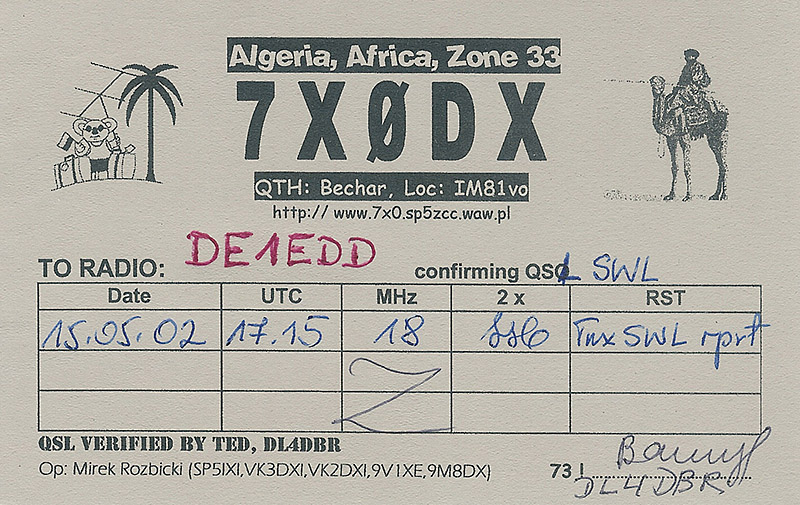 Algeria, Africa, Zone 33
7XØDX
QTH: Bechar, Loc: IM81vo
http:// www.7x0.sp5zcc.waw.pl
TO RADIO: DE1EDD confirming QSL SWL
Date UTC MHz 2 x RST
15.05.02 17.15 18 SSB Tnx SWL rprt
QSL VERIFIED BY TED, DL4DBR
Op: Mirek Rozbicki (SP5IXI,VK3DXI,VK2DXI,9V1XE,9M8DX) 73 !
DL4DBR